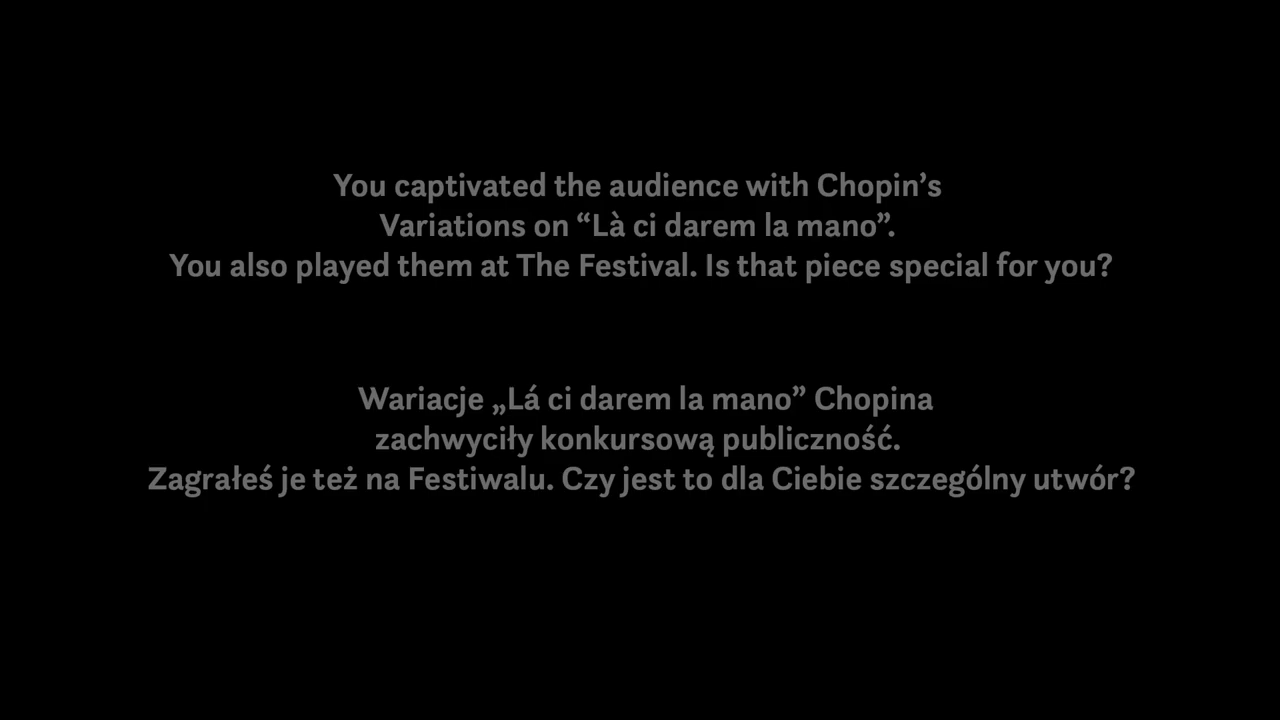 You captivated the audience with Chopin’s
Variations on “Là ci darem la mano”.
You also played them at The Festival. Is that piece special for you?
Wariacje „Lá ci darem la mano” Chopina
zachwyciły konkursową publiczność.
Zagrałeś je też na Festiwalu. Czy jest to dla Ciebie szczególny utwór?